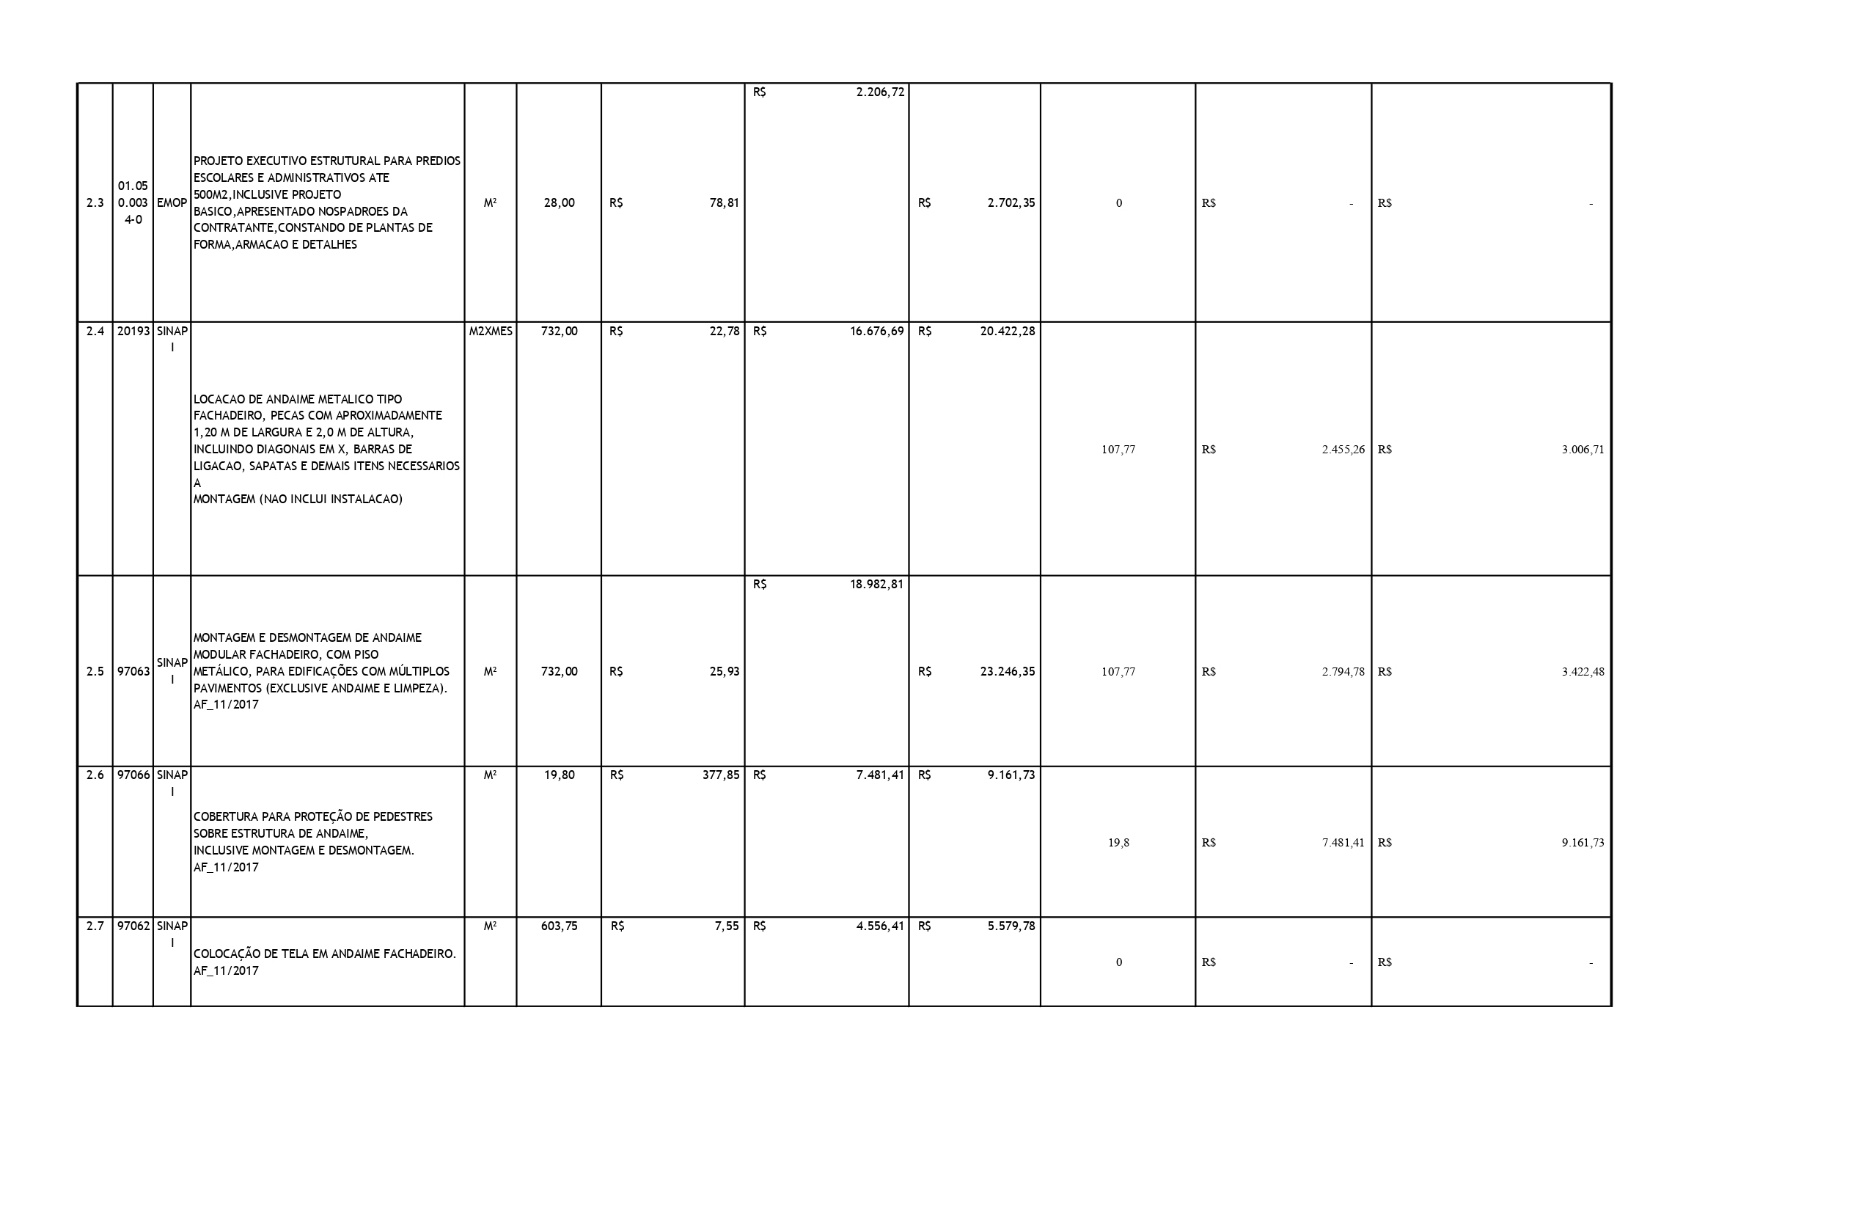 R$ 2.206,72
2.3 01.05 0.003 4-0 EMOP PROJETO EXECUTIVO ESTRUTURAL PARA PREDIOS
ESCOLARES E ADMINISTRATIVOS ATE
500M2,INCLUSIVE PROJETO
BASICO,APRESENTADO NOSPADROES DA
CONTRATANTE,CONSTANDO DE PLANTAS DE
FORMA,ARMACAO E DETALHES
M² 28,00 R$ 78,81 R$ 2.702,35 0 R$ - R$ -
2.4 20193 SINAP I M2XMES 732,00 R$ 22,78 R$ 16.676,69 R$ 20.422,28
LOCACAO DE ANDAIME METALICO TIPO
FACHADEIRO, PECAS COM APROXIMADAMENTE
1,20 M DE LARGURA E 2,0 M DE ALTURA,
INCLUINDO DIAGONAIS EM X, BARRAS DE
LIGACAO, SAPATAS E DEMAIS ITENS NECESSARIOS
A
MONTAGEM (NAO INCLUI INSTALACAO)
107,77 R$ 2.455,26 R$ 3.006,71
R$ 18.982,81
2.5 97063 SINAP I MONTAGEM E DESMONTAGEM DE ANDAIME
MODULAR FACHADEIRO, COM PISO
METÁLICO, PARA EDIFICAÇÕES COM MÚLTIPLOS
PAVIMENTOS (EXCLUSIVE ANDAIME E LIMPEZA).
AF_11/2017
M² 732,00 R$ 25,93 R$ 23.246,35 107,77 R$ 2.794,78 R$ 3.422,48
2.6 97066 SINAP I M² 19,80 R$ 377,85 R$ 7.481,41 R$ 9.161,73
COBERTURA PARA PROTEÇÃO DE PEDESTRES
SOBRE ESTRUTURA DE ANDAIME,
INCLUSIVE MONTAGEM E DESMONTAGEM.
AF_11/2017
19,8 R$ 7.481,41 R$ 9.161,73
2.7 97062 SINAP I M² 603,75 R$ 7,55 R$ 4.556,41 R$ 5.579,78
COLOCAÇÃO DE TELA EM ANDAIME FACHADEIRO.
AF_11/2017
0 R$ - R$ -